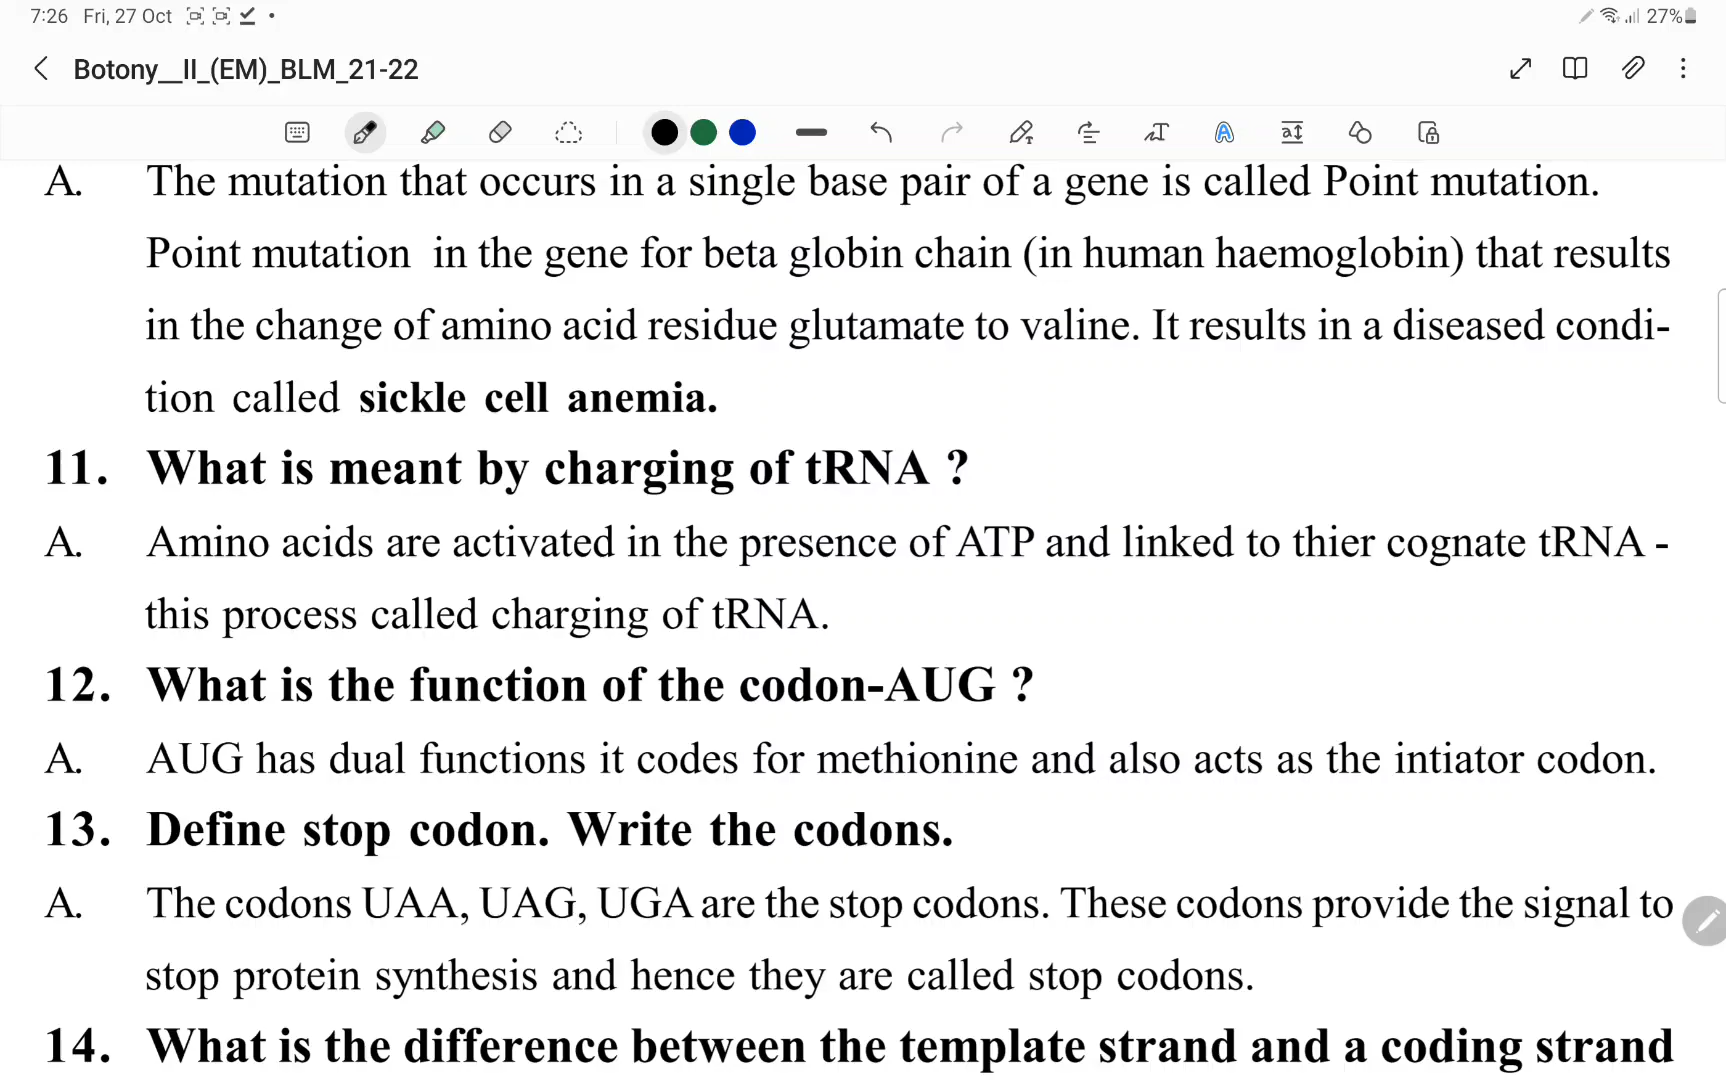 7:26 Fri, 27 Oct
27%
Botony__II_(EM)_BLM_21-22
A. The mutation that occurs in a single base pair of a gene is called Point mutation.
Point mutation in the gene for beta globin chain (in human haemoglobin) that results
in the change of amino acid residue glutamate to valine. It results in a diseased condi-
tion called sickle cell anemia.
11. What is meant by charging of tRNA ?
A. Amino acids are activated in the presence of ATP and linked to thier cognate tRNA -
this process called charging of tRNA.
12. What is the function of the codon-AUG ?
A. AUG has dual functions it codes for methionine and also acts as the intiator codon.
13. Define stop codon. Write the codons.
A. The codons UAA, UAG, UGA are the stop codons. These codons provide the signal to
stop protein synthesis and hence they are called stop codons.
14. What is the difference between the template strand and a coding strand